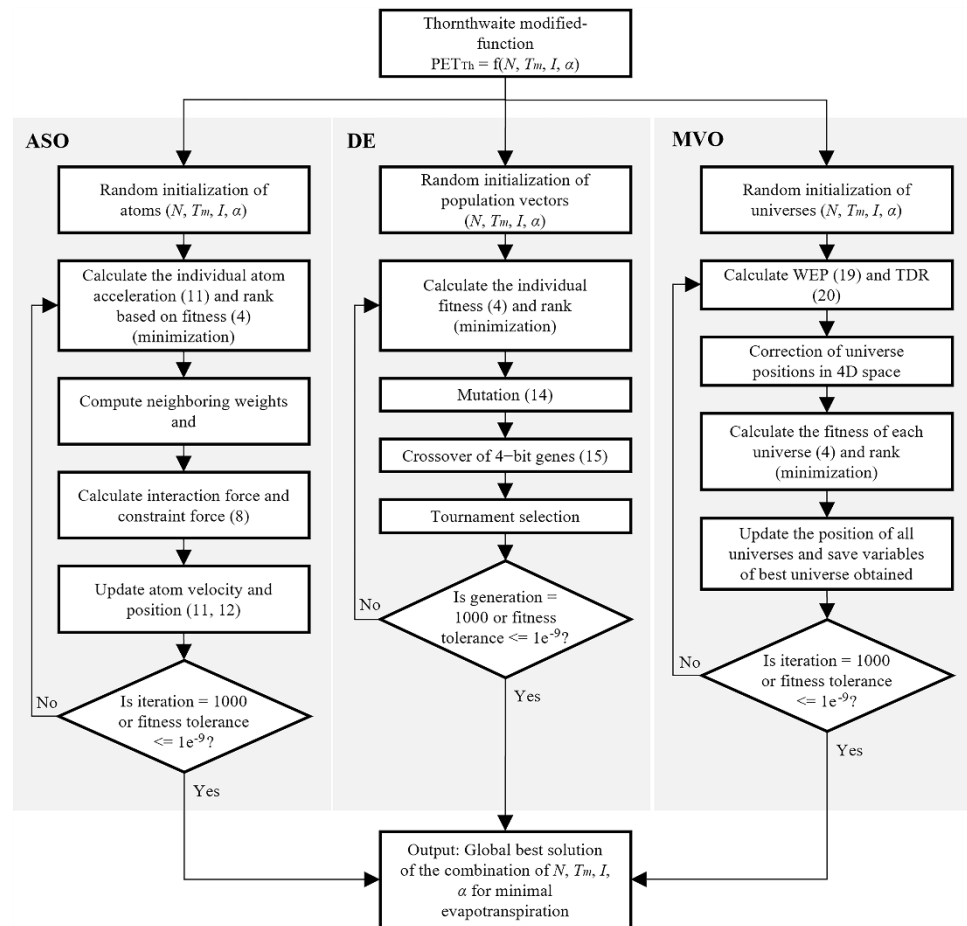 Thornthwaite modified-
function
PETTh = f(N, Tm, I, α)
ASO
Random initialization of
atoms (N, Tm, I, α)
Calculate the individual atom
acceleration (11) and rank
based on fitness (4)
(minimization)
Compute neighboring weights
and
Calculate interaction force and
constraint force (8)
Update atom velocity and
position (11, 12)
No
Is iteration = 1000
or fitness tolerance
<= 1e-9?
Yes
DE
Random initialization of
population vectors
(N, Tm, I, α)
Calculate the individual
fitness (4) and rank
(minimization)
Mutation (14)
Crossover of 4−bit genes (15)
Tournament selection
No
Is generation =
1000 or fitness
tolerance <= 1e-9?
Yes
MVO
Random initialization of
universes (N, Tm, I, α)
Calculate WEP (19) and TDR
(20)
Correction of universe
positions in 4D space
Calculate the fitness of each
universe (4) and rank
(minimization)
Update the position of all
universes and save variables
of best universe obtained
No
Is iteration = 1000
or fitness tolerance
<= 1e-9?
Yes
Output: Global best solution
of the combination of N, Tm, I,
α for minimal
evapotranspiration